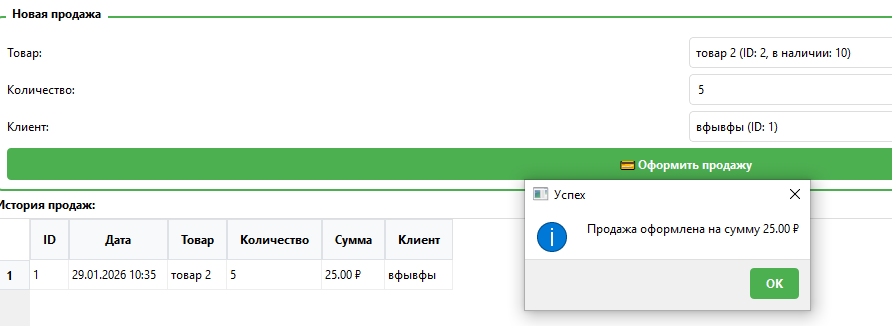 Новая продажа
Товар:
товар 2 (ID: 2, в наличии: 10)
Количество:
5
Клиент:
вфывфы (ID: 1)
Оформить продажу
Успех
Продажа оформлена на сумму 25.00 ₽
OK
История продаж:
ID Дата Товар Количество Сумма Клиент
1 1 29.01.2026 10:35 товар 2 5 25.00 ₽ вфывфы